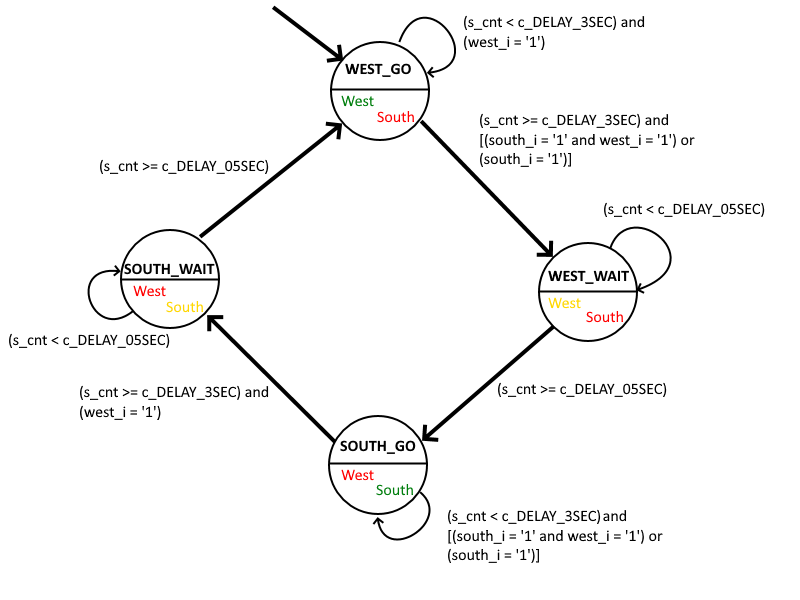 (s_cnt < c_DELAY_3SEC) and
(west_i = '1')
WEST_GO
West
South
(s_cnt >= c_DELAY_3SEC) and
[(south_i = '1' and west_i = '1') or
(south_i = '1')]
(s_cnt >= c_DELAY_05SEC)
(s_cnt < c_DELAY_05SEC)
SOUTH_WAIT
West
South
WEST_WAIT
West
South
(s_cnt < c_DELAY_05SEC)
(s_cnt >= c_DELAY_3SEC) and
(west_i = '1')
(s_cnt >= c_DELAY_05SEC)
SOUTH_GO
West
South
(s_cnt < c_DELAY_3SEC) and
[(south_i = '1' and west_i = '1') or
(south_i = '1')]